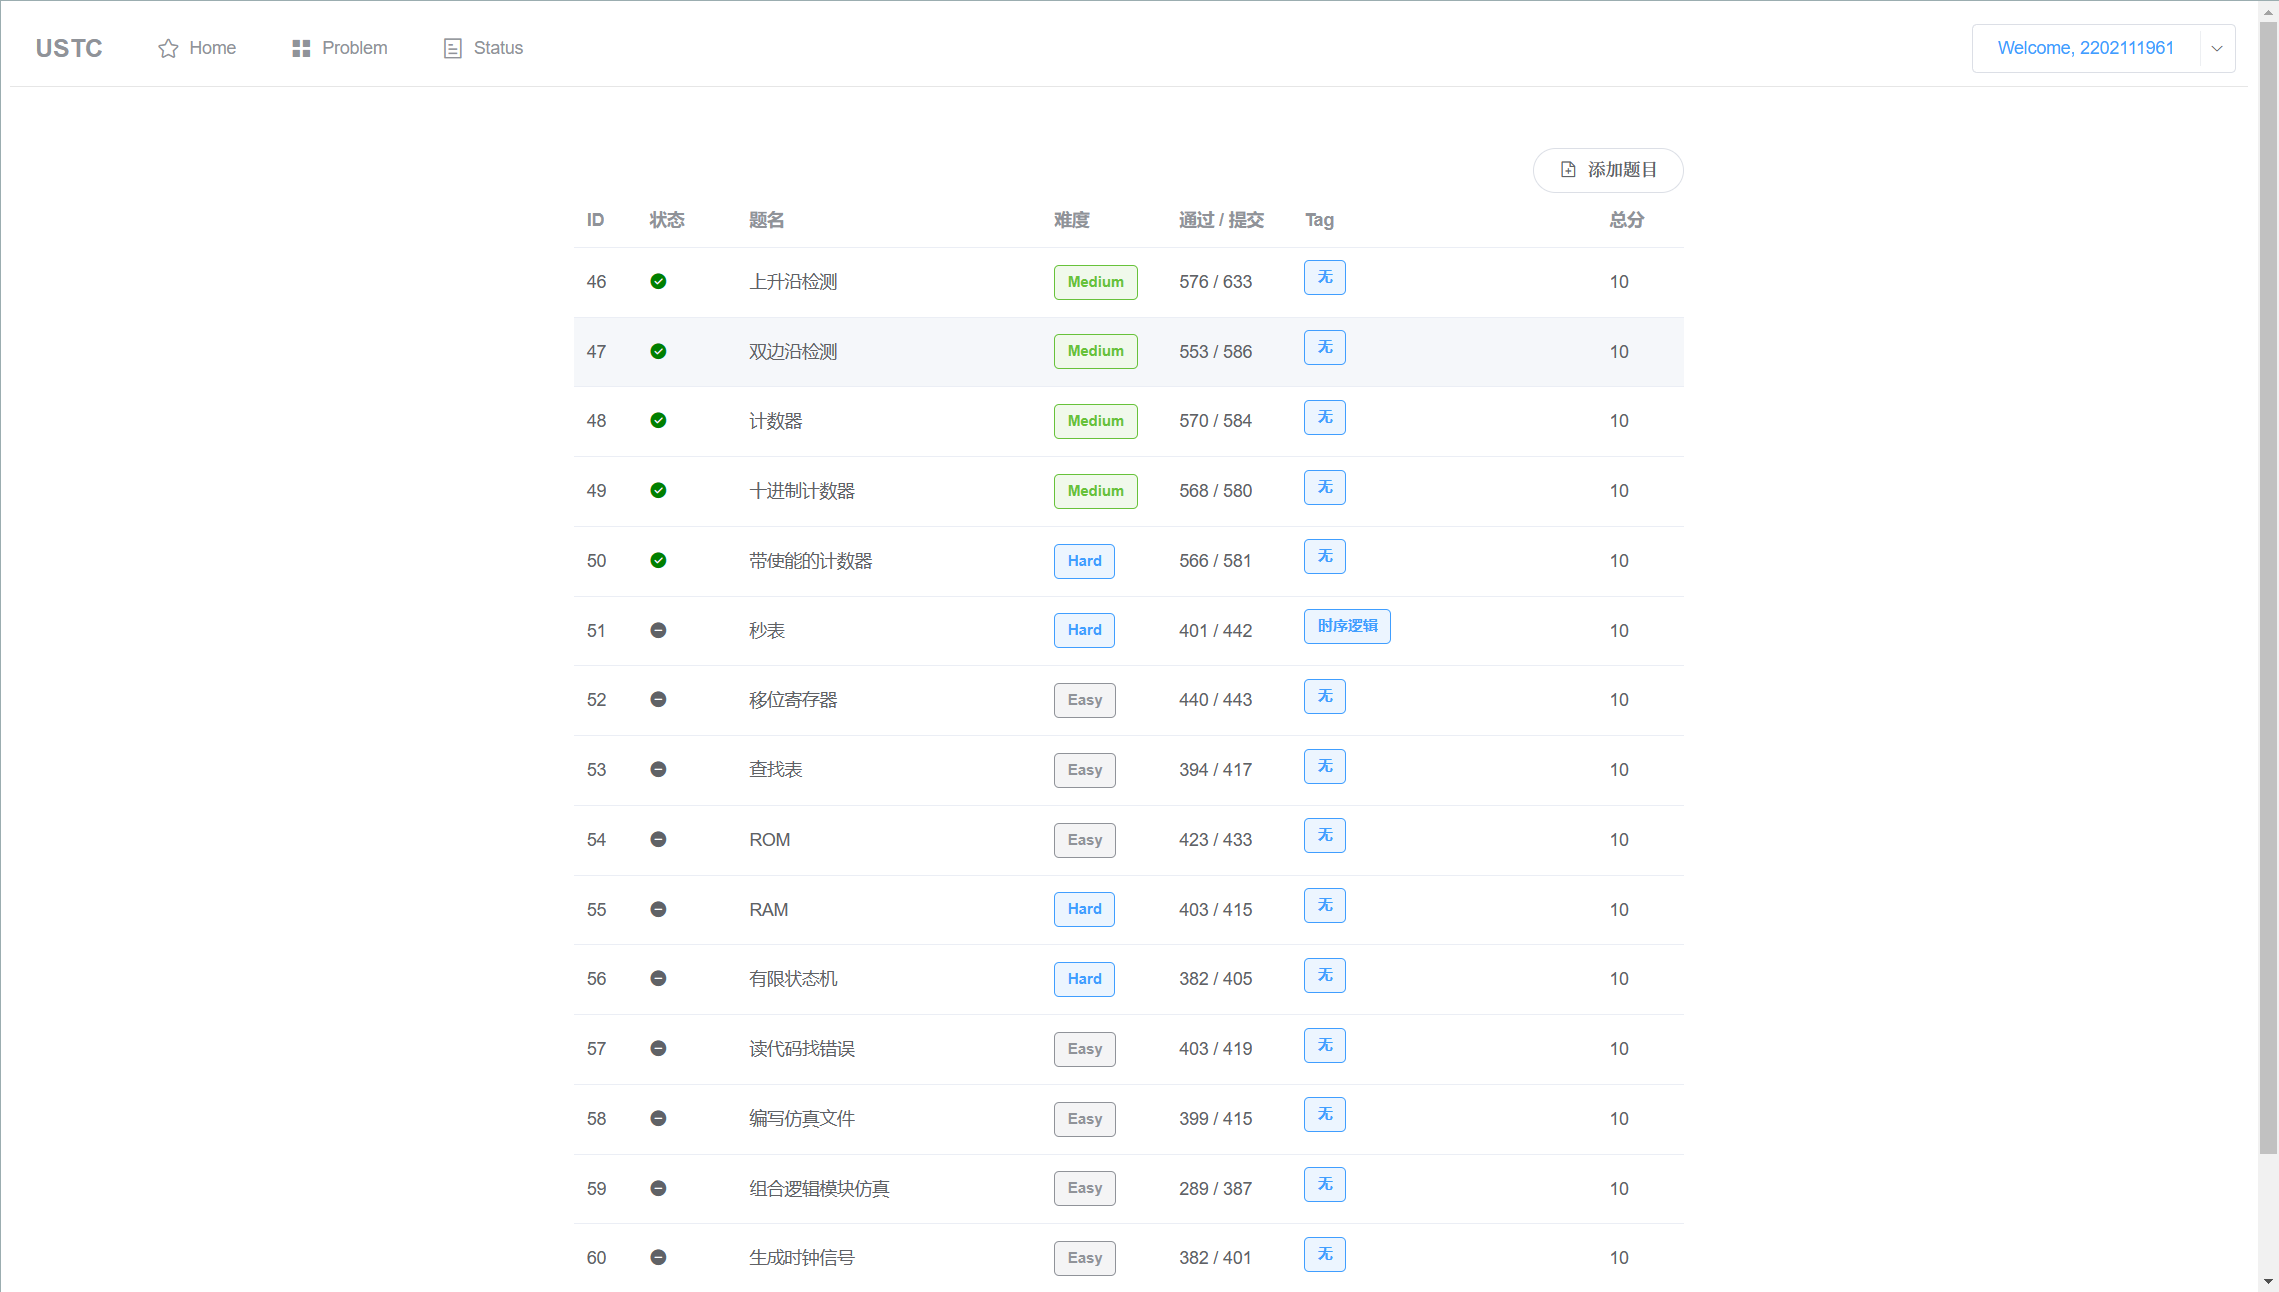 USTC Home Problem Status Welcome, 2202111961
添加题目
ID 状态 题名 难度 通过 / 提交 Tag 总分
46 上升沿检测 Medium 576 / 633 无 10
47 双边沿检测 Medium 553 / 586 无 10
48 计数器 Medium 570 / 584 无 10
49 十进制计数器 Medium 568 / 580 无 10
50 带使能的计数器 Hard 566 / 581 无 10
51 秒表 Hard 401 / 442 时序逻辑 10
52 移位寄存器 Easy 440 / 443 无 10
53 查找表 Easy 394 / 417 无 10
54 ROM Easy 423 / 433 无 10
55 RAM Hard 403 / 415 无 10
56 有限状态机 Hard 382 / 405 无 10
57 读代码找错误 Easy 403 / 419 无 10
58 编写仿真文件 Easy 399 / 415 无 10
59 组合逻辑模块仿真 Easy 289 / 387 无 10
60 生成时钟信号 Easy 382 / 401 无 10